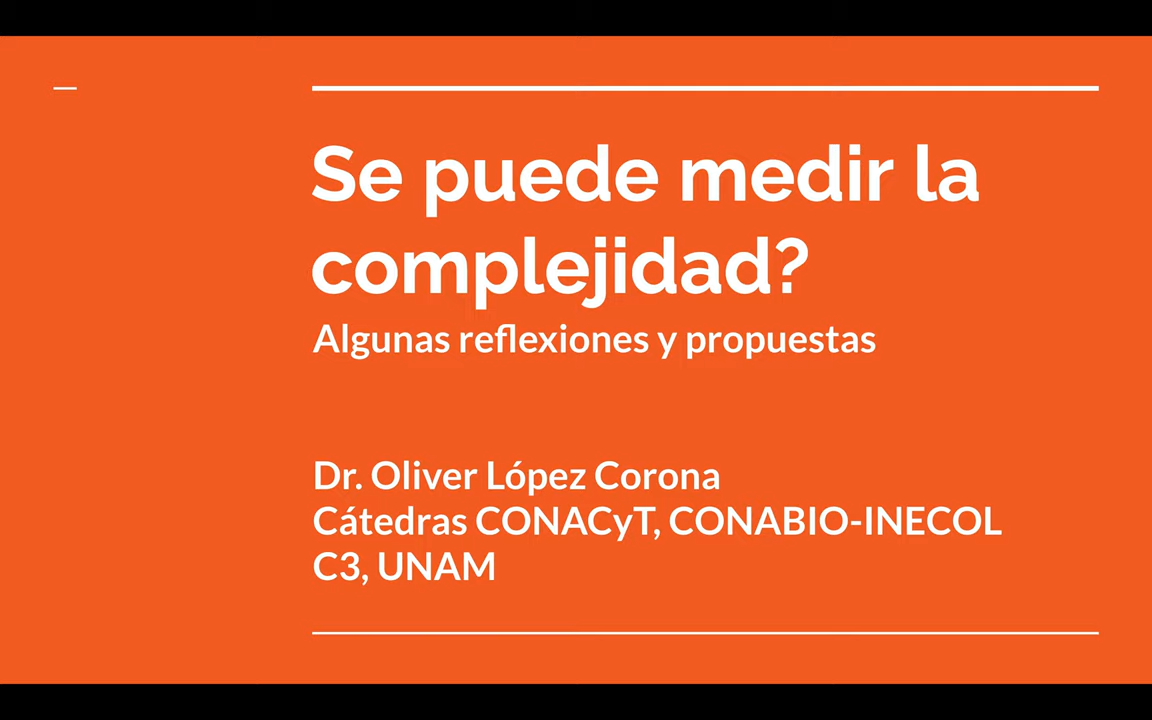 Se puede medir la
complejidad?
Algunas reflexiones y propuestas
Dr. Oliver López Corona
Cátedras CONACyT, CONABIO-INECOL
C3, UNAM